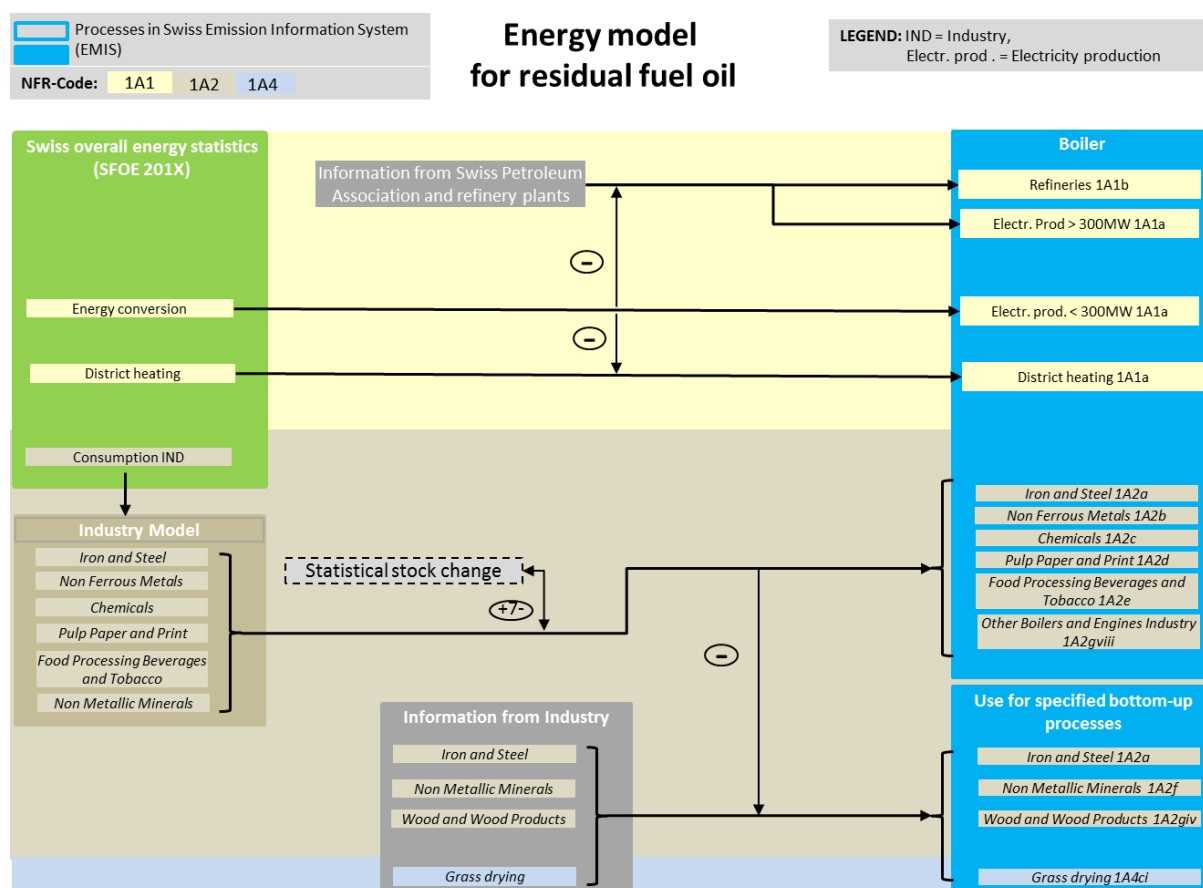 Processes in Swiss Emission Information System
(EMIS)
NFR-Code: 1A1 1A2 1A4
Energy model
for residual fuel oil
LEGEND: IND = Industry,
Electr. prod . = Electricity production
Swiss overall energy statistics
(SFOE 201X)
Information from Swiss Petroleum
Association and refinery plants
Boiler
Refineries 1A1b
Electr. Prod > 300MW 1A1a
–
Energy conversion
Electr. prod. < 300MW 1A1a
–
District heating
District heating 1A1a
Consumption IND
Industry Model
Iron and Steel
Non Ferrous Metals
Chemicals
Pulp Paper and Print
Food Processing Beverages
and Tobacco
Non Metallic Minerals
Statistical stock change
+7-
–
Iron and Steel 1A2a
Non Ferrous Metals 1A2b
Chemicals 1A2c
Pulp Paper and Print 1A2d
Food Processing Beverages and
Tobacco 1A2e
Other Boilers and Engines Industry
1A2gviii
Information from Industry
Iron and Steel
Non Metallic Minerals
Wood and Wood Products
Grass drying
Use for specified bottom-up
processes
Iron and Steel 1A2a
Non Metallic Minerals 1A2f
Wood and Wood Products 1A2giv
Grass drying 1A4ci